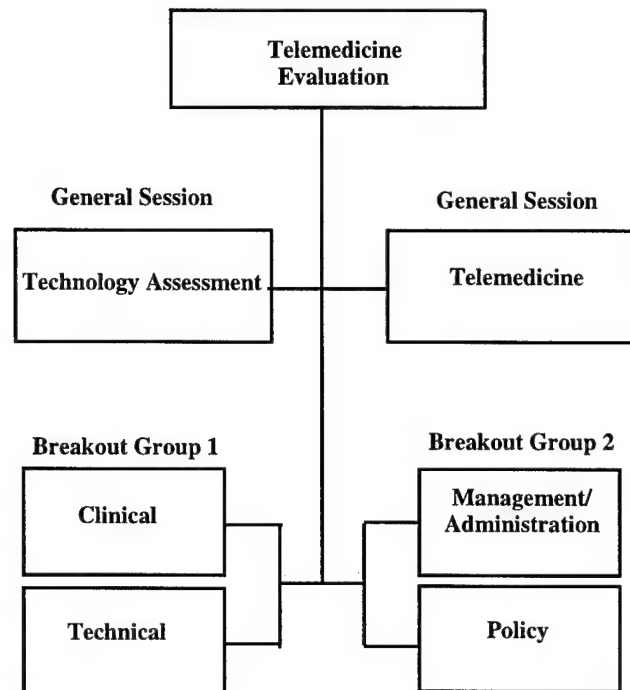 Telemedicine
Evaluation
General Session
General Session
Technology Assessment
Telemedicine
Breakout Group 1
Breakout Group 2
Clinical
Management/
Administration
Technical
Policy